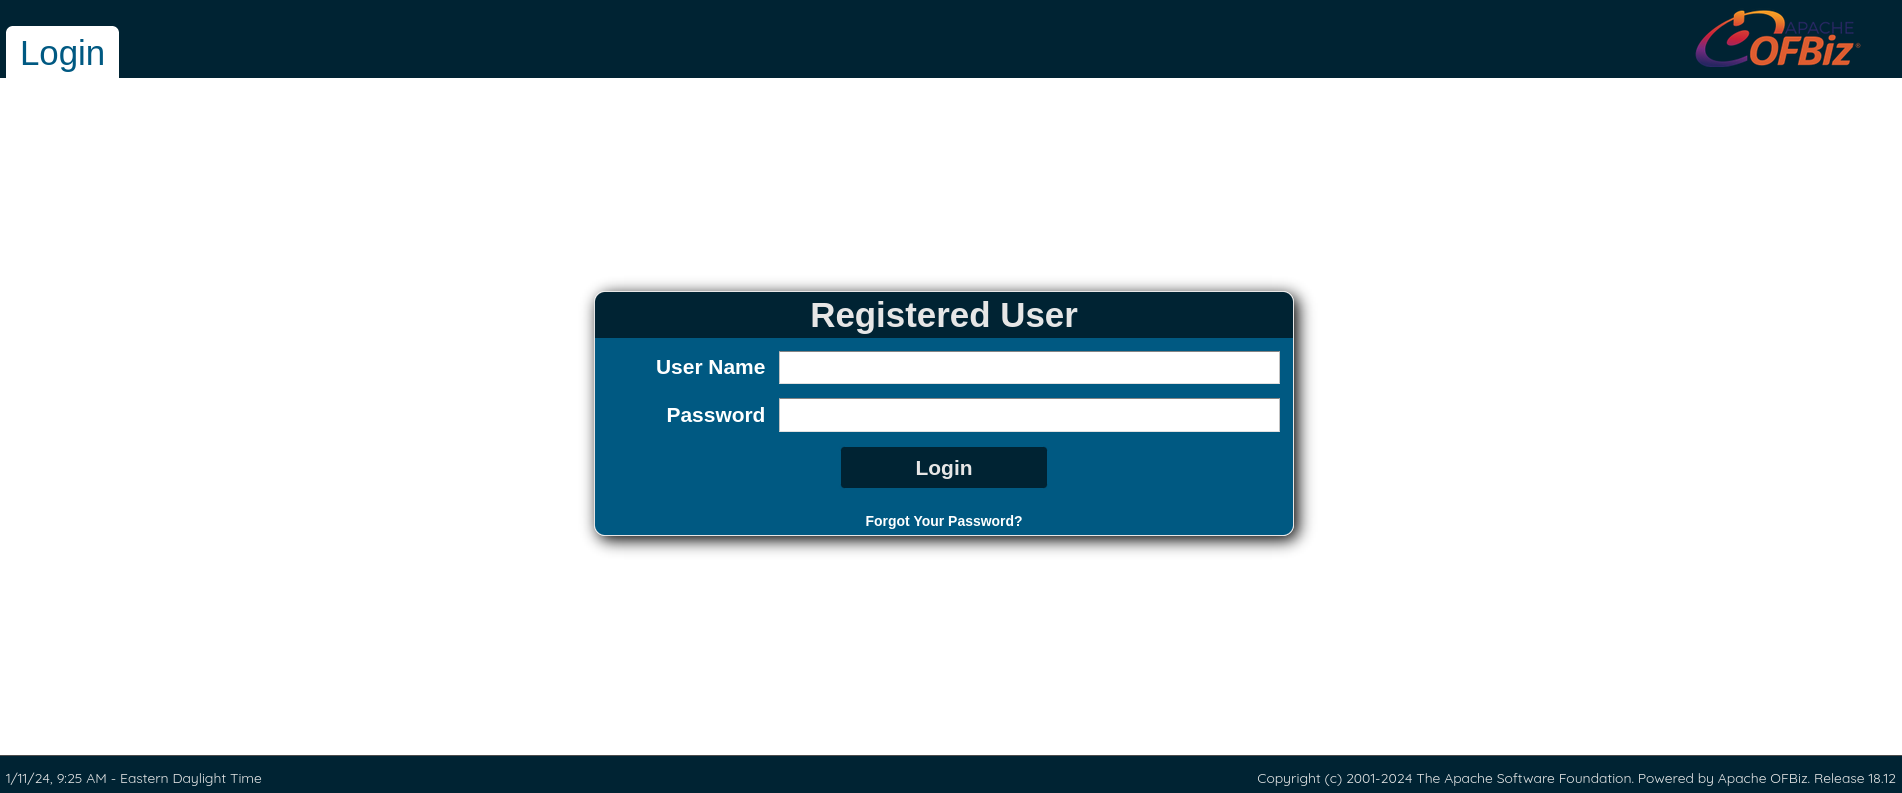 Login
APACHE
OFBiz
Registered User
User Name
Password
Login
Forgot Your Password?
1/11/24, 9:25 AM - Eastern Daylight Time
Copyright (c) 2001-2024 The Apache Software Foundation. Powered by Apache OFBiz. Release 18.12